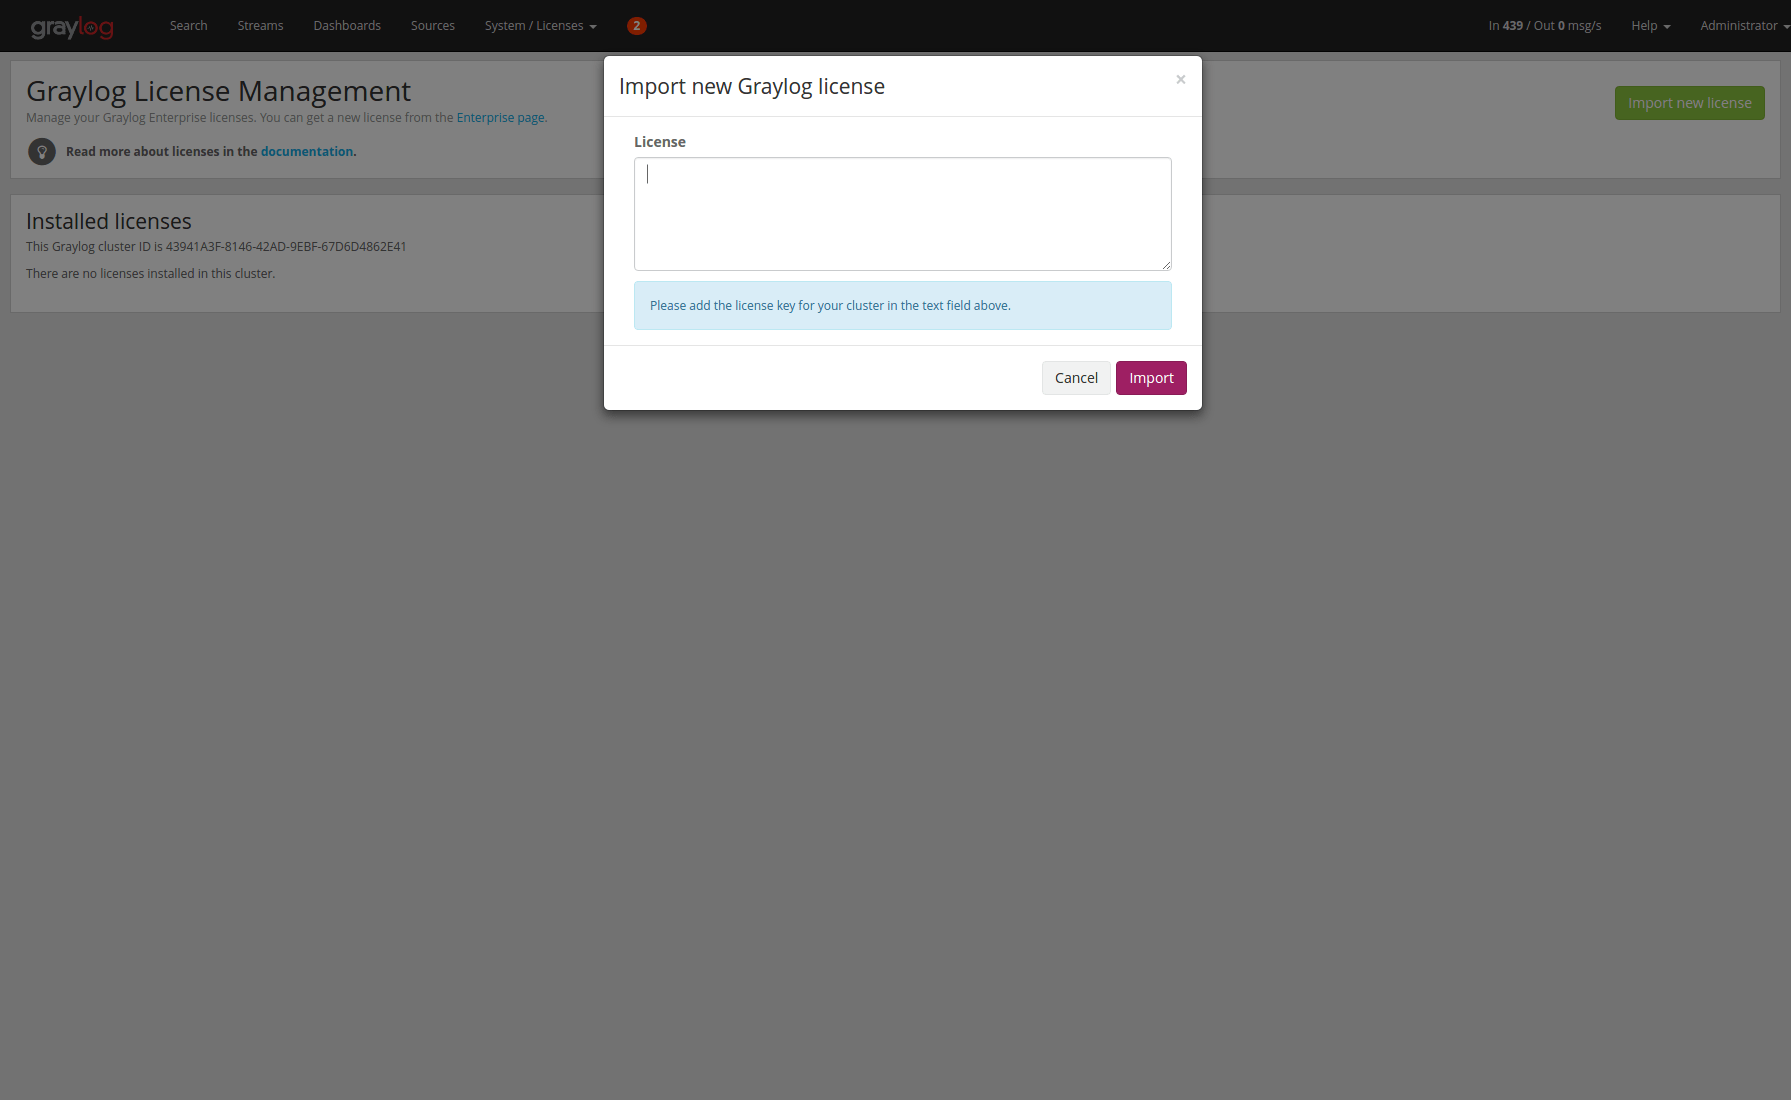 graylog Search Streams Dashboards Sources System / Licenses 2 In 439 / Out 0 msg/s Help Administrator
Import new Graylog license ×
Graylog License Management
Manage your Graylog Enterprise licenses. You can get a new license from the Enterprise page.
Import new license
Read more about licenses in the documentation.
License
Installed licenses
This Graylog cluster ID is 43941A3F-8146-42AD-9EBF-67D6D4862E41
There are no licenses installed in this cluster.
Please add the license key for your cluster in the text field above.
Cancel Import